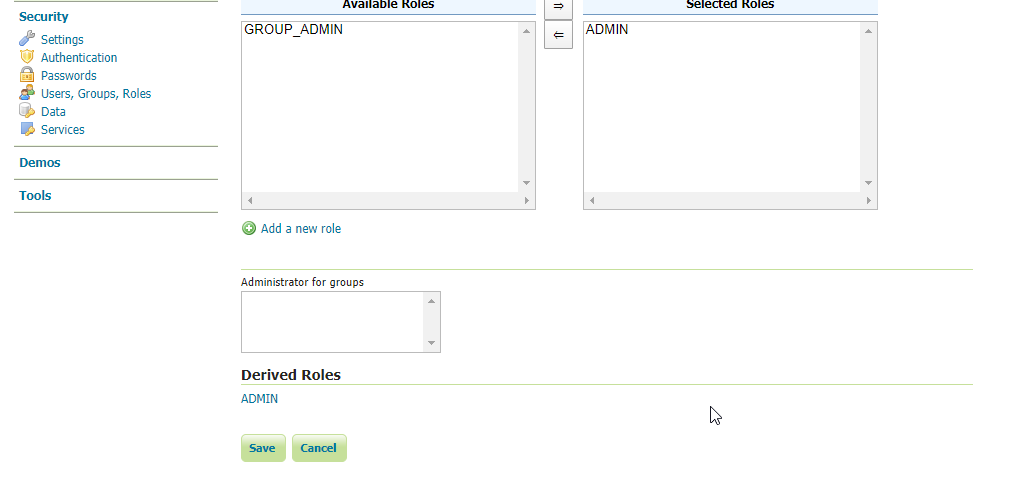 Security
Settings
Authentication
Passwords
Users, Groups, Roles
Data
Services
Demos
Tools
Available Roles
⇒
Selected Roles
GROUP_ADMIN
⇐
ADMIN
Add a new role
Administrator for groups
Derived Roles
ADMIN
Save
Cancel